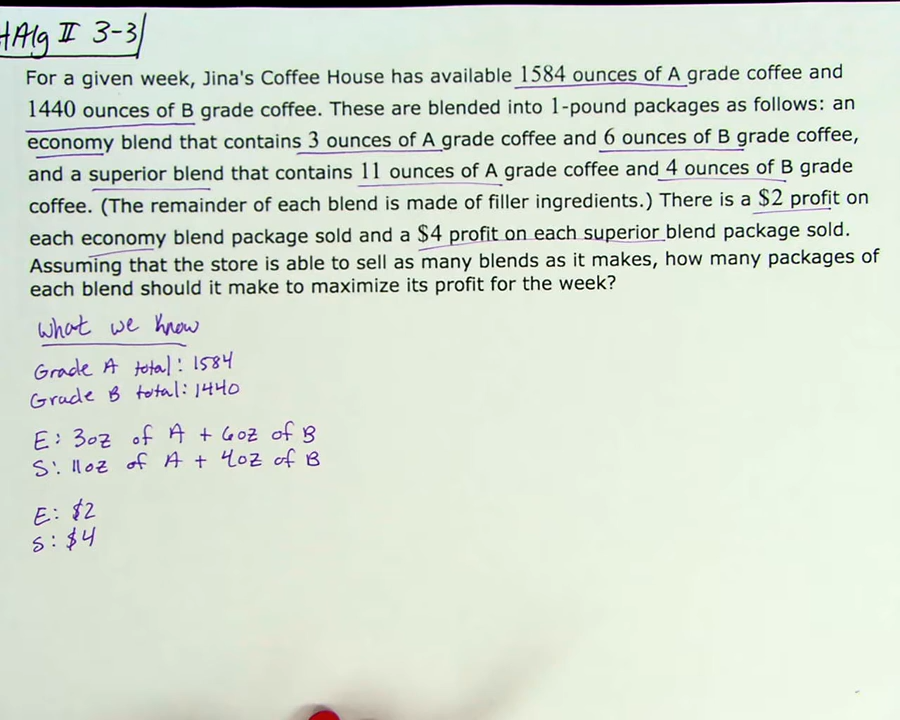 HAlg II 3-3
For a given week, Jina's Coffee House has available 1584 ounces of A grade coffee and
1440 ounces of B grade coffee. These are blended into 1-pound packages as follows: an
economy blend that contains 3 ounces of A grade coffee and 6 ounces of B grade coffee,
and a superior blend that contains 11 ounces of A grade coffee and 4 ounces of B grade
coffee. (The remainder of each blend is made of filler ingredients.) There is a $2 profit on
each economy blend package sold and a $4 profit on each superior blend package sold.
Assuming that the store is able to sell as many blends as it makes, how many packages of
each blend should it make to maximize its profit for the week?
What we know
Grade A total: 1584
Grade B total: 1440
E: 3oz of A + 6oz of B
S: 11oz of A + 4oz of B
E: $2
S: $4